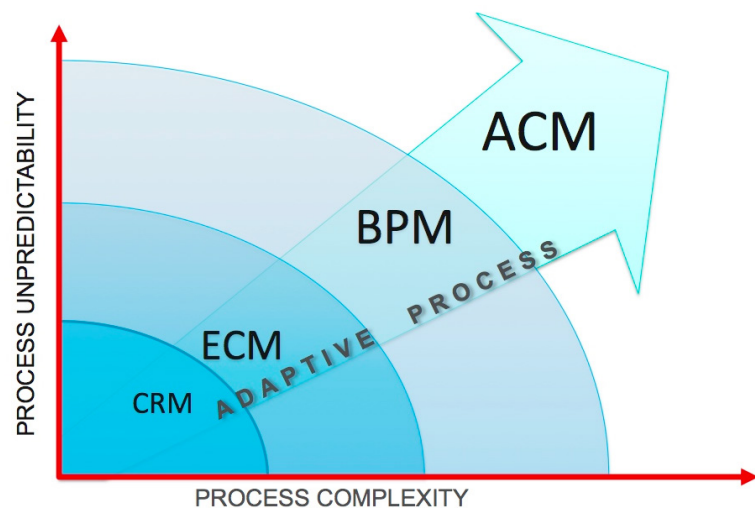 ACM
BPM
ECM
CRM
ADAPTIVE PROCESS
PROCESS UNPREDICTABILITY
PROCESS COMPLEXITY